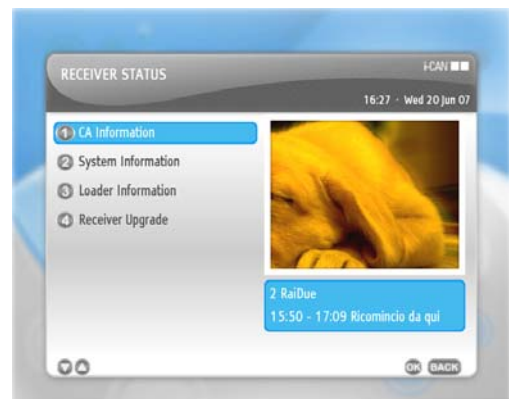 RECEIVER STATUS
i-CAN
16:27 - Wed 20 Jun 07
1 CA Information
2 System Information
3 Loader Information
4 Receiver Upgrade
2 RaiDue
15:50 - 17:09 Ricomincio da qui
OK BACK